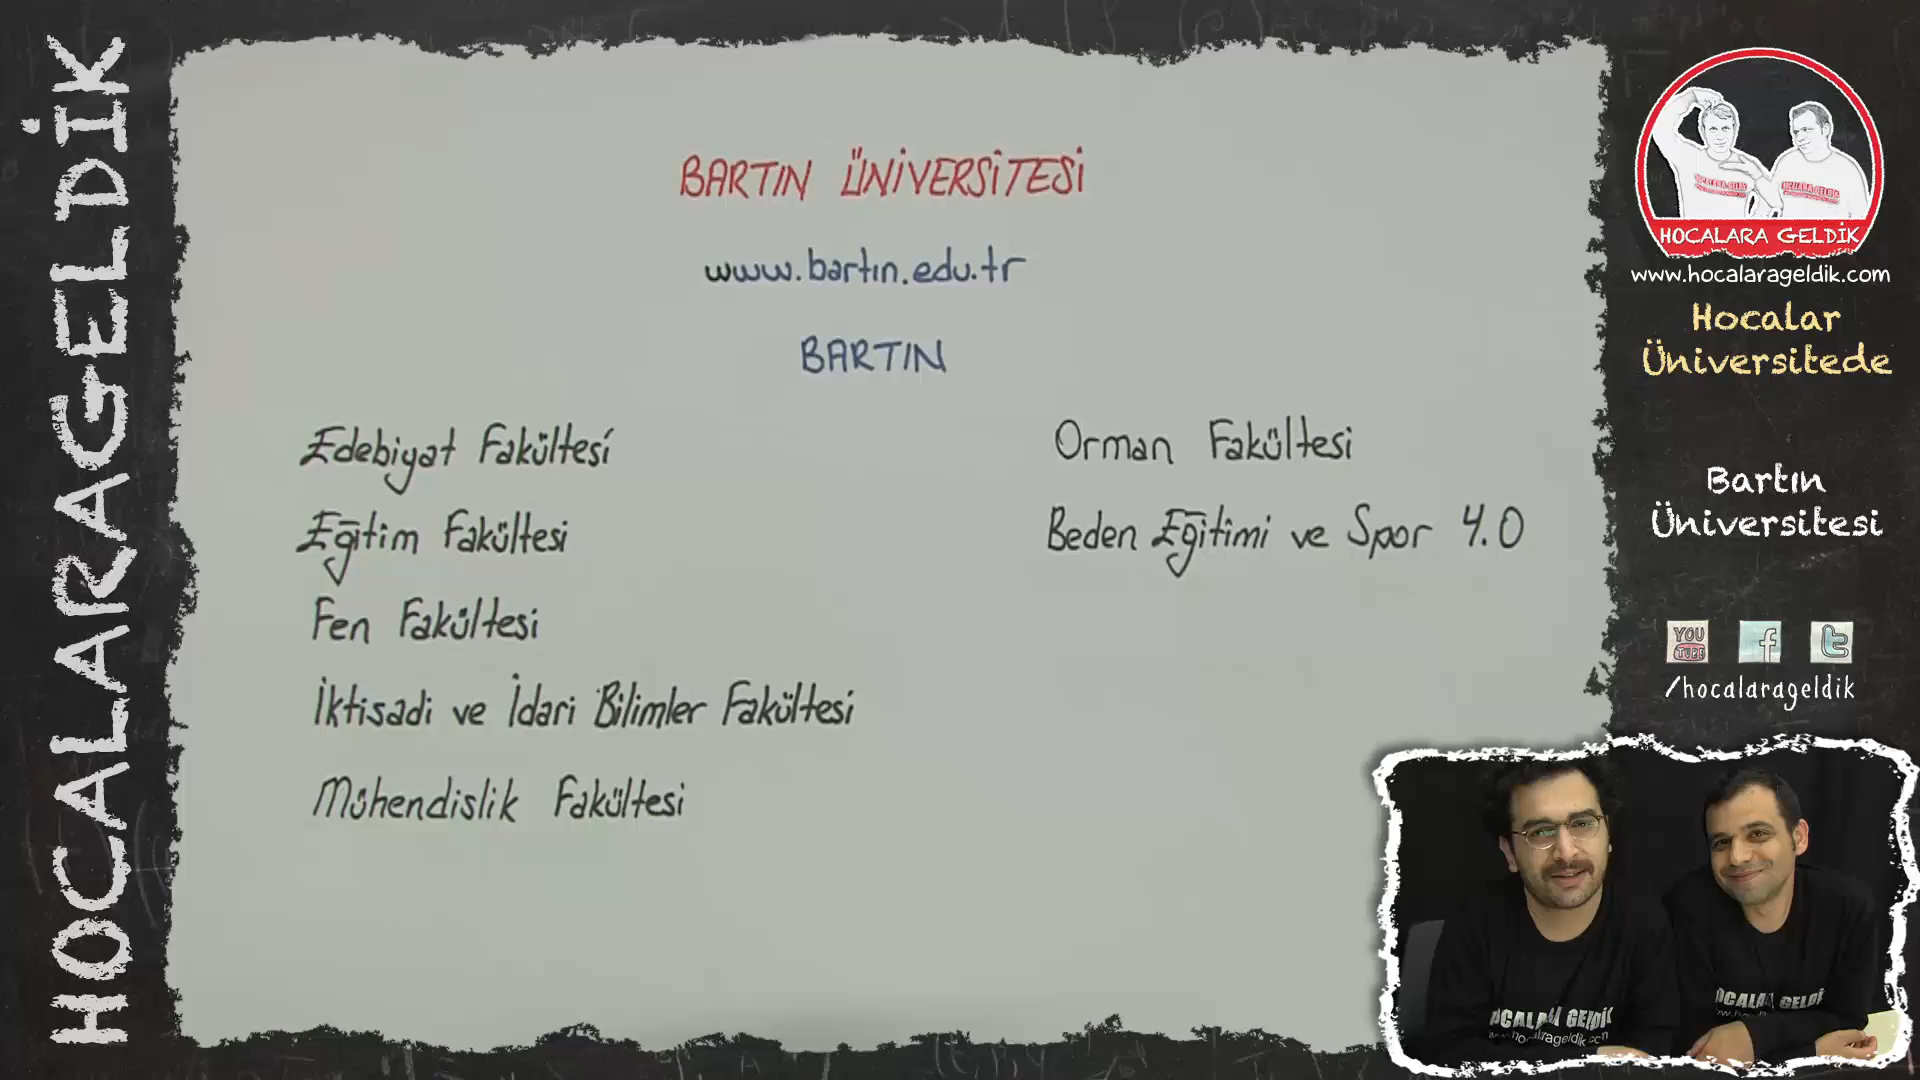 HOCALARAGELDİK
BARTIN ÜNİVERSİTESİ
www.bartın.edu.tr
BARTIN
Edebiyat Fakültesi
Eğitim Fakültesi
Fen Fakültesi
İktisadi ve İdari Bilimler Fakültesi
Mühendislik Fakültesi
Orman Fakültesi
Beden Eğitimi ve Spor Y.O
HOCALARA GELDİK
www.hocalarageldik.com
Hocalar
Üniversitede
Bartın
Üniversitesi
YOU
TUBE
f
t
/hocalarageldik
HOCALARA GELDİK